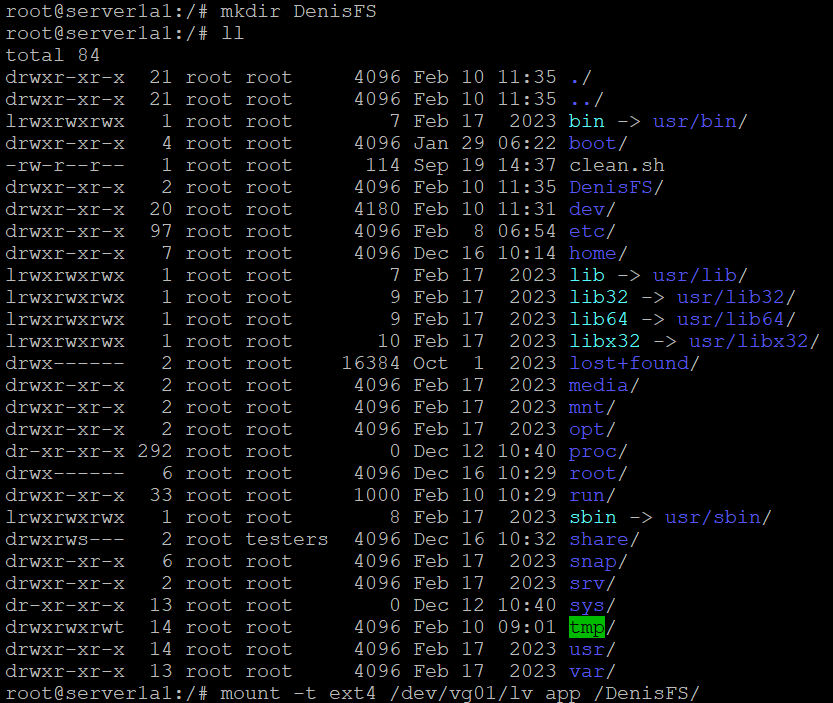 root@server1a1:/# mkdir DenisFS
root@server1a1:/# ll
total 84
drwxr-xr-x  21 root root     4096 Feb 10 11:35 ./
drwxr-xr-x  21 root root     4096 Feb 10 11:35 ../
lrwxrwxrwx   1 root root        7 Feb 17  2023 bin -> usr/bin/
drwxr-xr-x   4 root root     4096 Jan 29 06:22 boot/
-rw-r--r--   1 root root      114 Sep 19 14:37 clean.sh
drwxr-xr-x   2 root root     4096 Feb 10 11:35 DenisFS/
drwxr-xr-x  20 root root     4180 Feb 10 11:31 dev/
drwxr-xr-x  97 root root     4096 Feb  8 06:54 etc/
drwxr-xr-x   7 root root     4096 Dec 16 10:14 home/
lrwxrwxrwx   1 root root        7 Feb 17  2023 lib -> usr/lib/
lrwxrwxrwx   1 root root        9 Feb 17  2023 lib32 -> usr/lib32/
lrwxrwxrwx   1 root root        9 Feb 17  2023 lib64 -> usr/lib64/
lrwxrwxrwx   1 root root       10 Feb 17  2023 libx32 -> usr/libx32/
drwx------   2 root root    16384 Oct  1  2023 lost+found/
drwxr-xr-x   2 root root     4096 Feb 17  2023 media/
drwxr-xr-x   2 root root     4096 Feb 17  2023 mnt/
drwxr-xr-x   2 root root     4096 Feb 17  2023 opt/
dr-xr-xr-x 292 root root        0 Dec 12 10:40 proc/
drwx------   6 root root     4096 Dec 16 10:29 root/
drwxr-xr-x  33 root root     1000 Feb 10 10:29 run/
lrwxrwxrwx   1 root root        8 Feb 17  2023 sbin -> usr/sbin/
drwxrws---   2 root testers  4096 Dec 16 10:32 share/
drwxr-xr-x   6 root root     4096 Feb 17  2023 snap/
drwxr-xr-x   2 root root     4096 Feb 17  2023 srv/
dr-xr-xr-x  13 root root        0 Dec 12 10:40 sys/
drwxrwxrwt  14 root root     4096 Feb 10 09:01 tmp/
drwxr-xr-x  14 root root     4096 Feb 17  2023 usr/
drwxr-xr-x  13 root root     4096 Feb 17  2023 var/
root@server1a1:/# mount -t ext4 /dev/vg01/lv app /DenisFS/